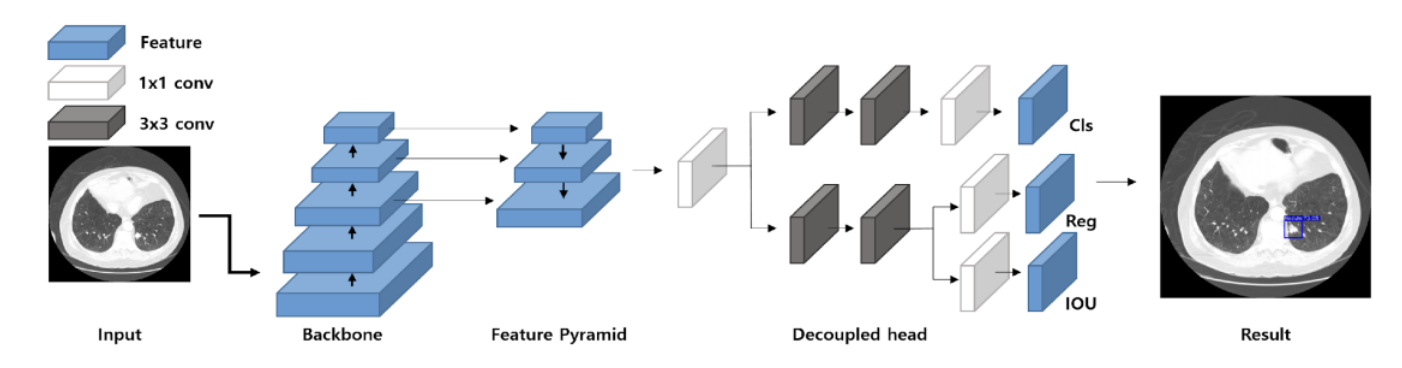 Feature
1x1 conv
3x3 conv
Cls
Reg
IOU
Input
Backbone
Feature Pyramid
Decoupled head
Result